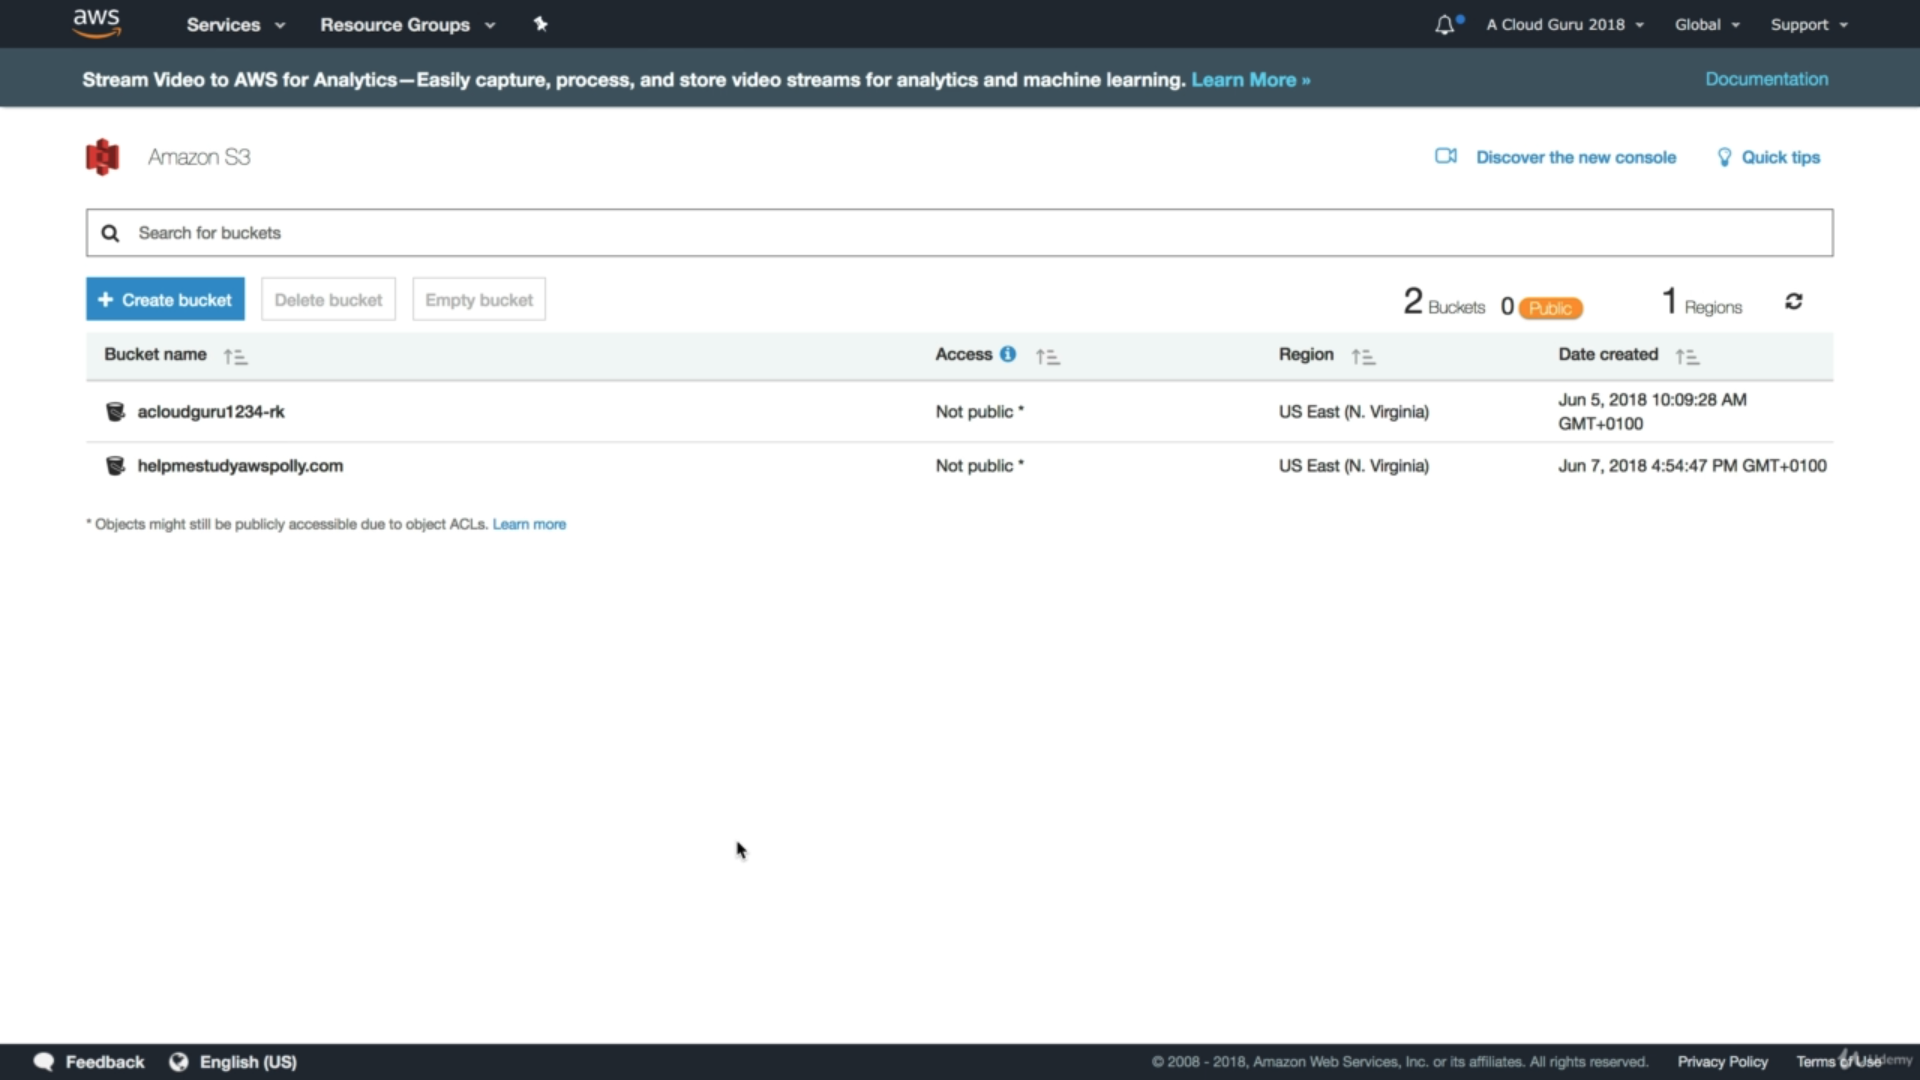 aws Services Resource Groups A Cloud Guru 2018 Global Support
Stream Video to AWS for Analytics—Easily capture, process, and store video streams for analytics and machine learning. Learn More » Documentation
Amazon S3 Discover the new console Quick tips
Search for buckets
+ Create bucket Delete bucket Empty bucket 2 Buckets 0 Public 1 Regions
Bucket name Access Region Date created
acloudguru1234-rk Not public * US East (N. Virginia) Jun 5, 2018 10:09:28 AM
GMT+0100
helpmestudyawspolly.com Not public * US East (N. Virginia) Jun 7, 2018 4:54:47 PM GMT+0100
* Objects might still be publicly accessible due to object ACLs. Learn more
Feedback English (US) © 2008 - 2018, Amazon Web Services, Inc. or its affiliates. All rights reserved. Privacy Policy Terms of Use